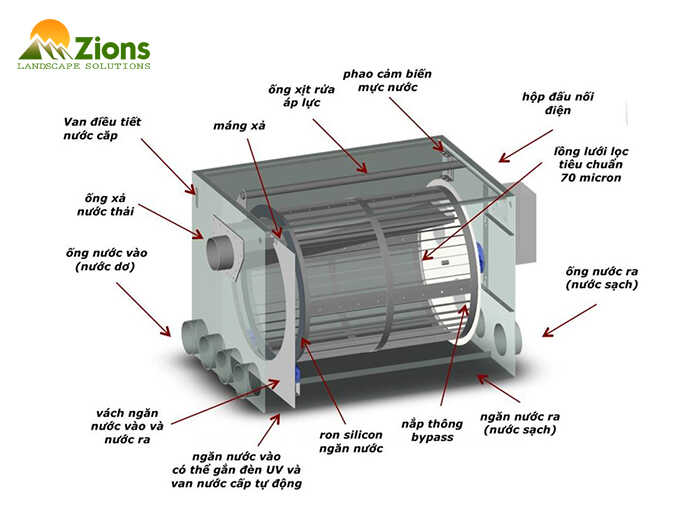 Zions
LANDSCAPE SOLUTIONS
phao cảm biến
mực nước
ống xịt rửa
áp lực
hộp đấu nối
điện
Van điều tiết
nước căp
máng xả
lồng lưới lọc
tiêu chuẩn
70 micron
ống xả
nước thải
ống nước vào
(nước dơ)
ống nước ra
(nước sạch)
vách ngăn
nước vào và
nước ra
ron silicon
ngăn nước
nắp thông
bypass
ngăn nước ra
(nước sạch)
ngăn nước vào
có thể gắn đèn UV và
van nước cấp tự động